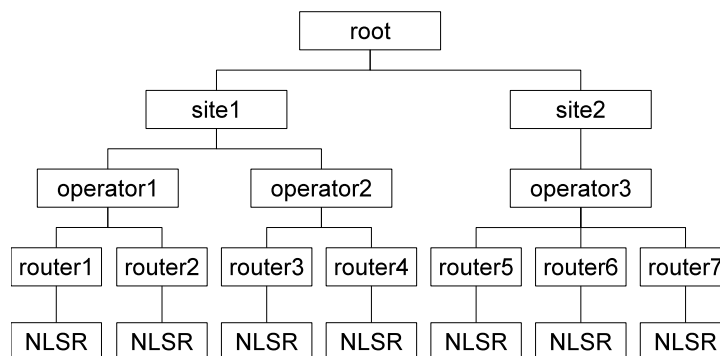 root
site1 site2
operator1 operator2 operator3
router1 router2 router3 router4 router5 router6 router7
NLSR NLSR NLSR NLSR NLSR NLSR NLSR